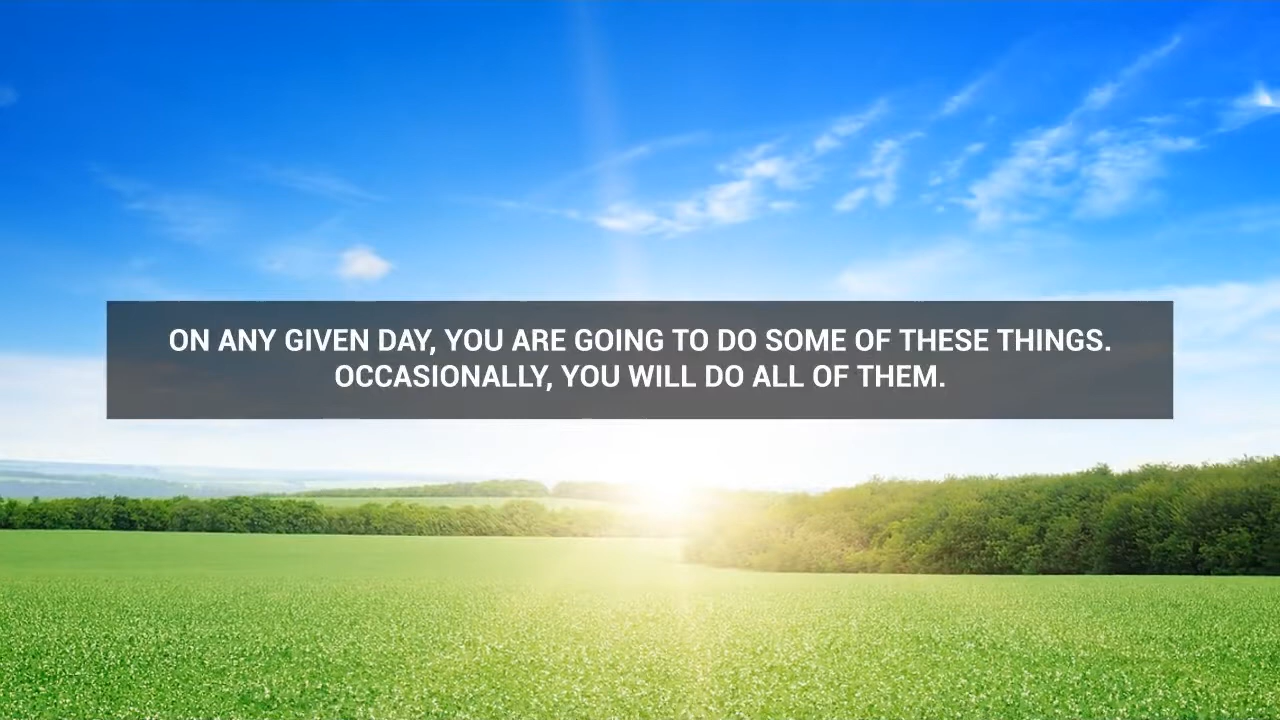 ON ANY GIVEN DAY, YOU ARE GOING TO DO SOME OF THESE THINGS.
OCCASIONALLY, YOU WILL DO ALL OF THEM.